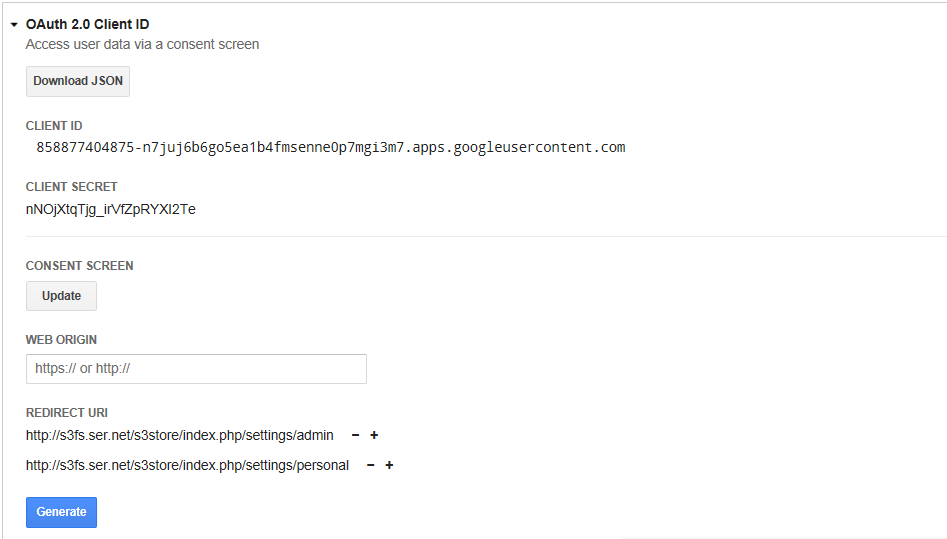 OAuth 2.0 Client ID
Access user data via a consent screen
Download JSON
CLIENT ID
858877404875-n7juj6b6go5ea1b4fmsenne0p7mgi3m7.apps.googleusercontent.com
CLIENT SECRET
nNOjXtqTjg_irVfZpRYXI2Te
CONSENT SCREEN
Update
WEB ORIGIN
https:// or http://
REDIRECT URI
http://s3fs.ser.net/s3store/index.php/settings/admin − +
http://s3fs.ser.net/s3store/index.php/settings/personal − +
Generate